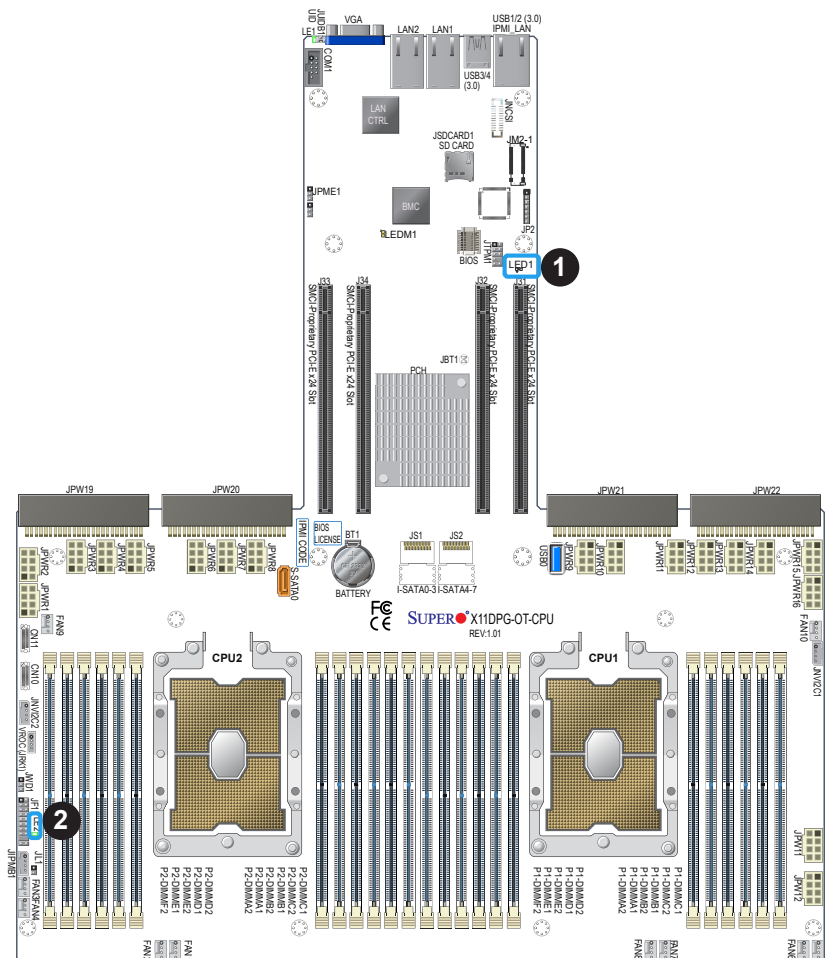 UID
JUIDB1
LE1
VGA
LAN2
LAN1
USB1/2 (3.0)
IPMI_LAN
COM1
USB3/4
(3.0)
LAN
CTRL
JNCSI
JSDCARD1
SD CARD
JM2-1
JPME1
BMC
LEDM1
BIOS
JTPM1
JP2
LED1
1
J33
J34
J32
J31
SMCI-Proprietary PCI-E x24 Slot
SMCI-Proprietary PCI-E x24 Slot
SMCI-Proprietary PCI-E x24 Slot
SMCI-Proprietary PCI-E x24 Slot
JBT1
PCH
JPW19
JPW20
JPW21
JPW22
JPWR2
JPWR3
JPWR4
JPWR5
JPWR6
JPWR7
JPWR8
IPMI CODE
BIOS
LICENSE
BT1
JS1
JS2
USB0
JPWR9
JPWR10
JPWR11
JPWR12
JPWR13
JPWR14
JPWR15
JPWR16
JPWR1
S-SATA0
BATTERY
I-SATA0-3
I-SATA4-7
FAN9
FC
CE
SUPER
X11DPG-OT-CPU
REV:1.01
FAN10
CN11
CN10
CPU2
CPU1
JNVI2C1
JNVI2C2
VROC (JRK1)
JWD1
JF1
LE2
2
JL1
JIPMB1
FAN3
FAN4
P2-DIMMF2
P2-DIMME1
P2-DIMME2
P2-DIMMD1
P2-DIMMD2
P2-DIMMA2
P2-DIMMA1
P2-DIMMB2
P2-DIMMB1
P2-DIMMC2
P2-DIMMC1
P1-DIMMF2
P1-DIMMF1
P1-DIMME2
P1-DIMME1
P1-DIMMD1
P1-DIMMD2
P1-DIMMA2
P1-DIMMA1
P1-DIMMB2
P1-DIMMB1
P1-DIMMC2
P1-DIMMC1
JPW11
JPW12